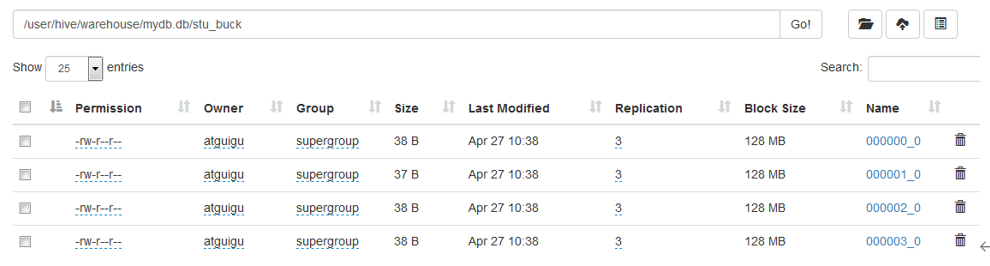 /user/hive/warehouse/mydb.db/stu_buck Go!
Show 25 entries Search:
Permission Owner Group Size Last Modified Replication Block Size Name
-rw-r--r-- atguigu supergroup 38 B Apr 27 10:38 3 128 MB 000000_0
-rw-r--r-- atguigu supergroup 37 B Apr 27 10:38 3 128 MB 000001_0
-rw-r--r-- atguigu supergroup 38 B Apr 27 10:38 3 128 MB 000002_0
-rw-r--r-- atguigu supergroup 38 B Apr 27 10:38 3 128 MB 000003_0